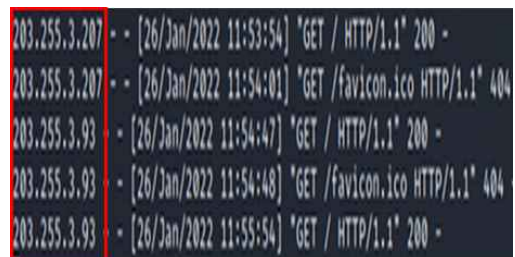 203.255.3.207 - - [26/Jan/2022 11:53:54] "GET / HTTP/1.1" 200 -
203.255.3.207 - - [26/Jan/2022 11:54:01] "GET /favicon.ico HTTP/1.1" 404
203.255.3.93 - - [26/Jan/2022 11:54:47] "GET / HTTP/1.1" 200 -
203.255.3.93 - - [26/Jan/2022 11:54:48] "GET /favicon.ico HTTP/1.1" 404 -
203.255.3.93 - - [26/Jan/2022 11:55:54] "GET / HTTP/1.1" 200 -